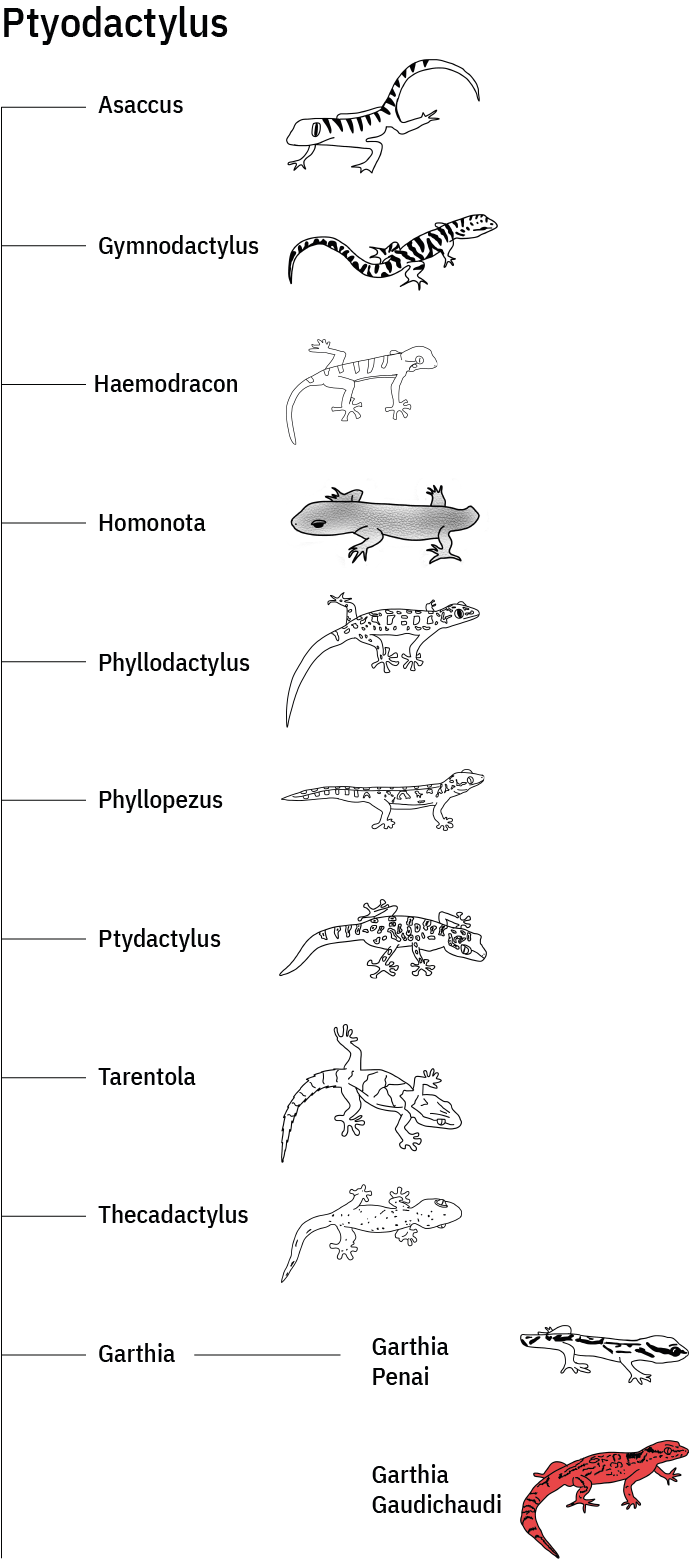 Ptyodactylus
Asaccus
Gymnodactylus
Haemodracon
Homonota
Phyllodactylus
Phyllopezus
Ptydactylus
Tarentola
Thecadactylus
Garthia
Garthia
Penai
Garthia
Gaudichaudi